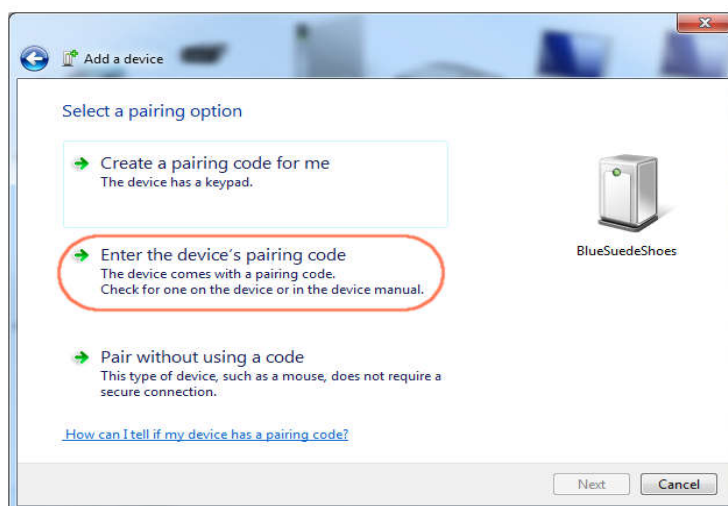 Add a device
Select a pairing option
Create a pairing code for me
The device has a keypad.
Enter the device's pairing code
The device comes with a pairing code.
Check for one on the device or in the device manual.
BlueSuedeShoes
Pair without using a code
This type of device, such as a mouse, does not require a
secure connection.
How can I tell if my device has a pairing code?
Next
Cancel